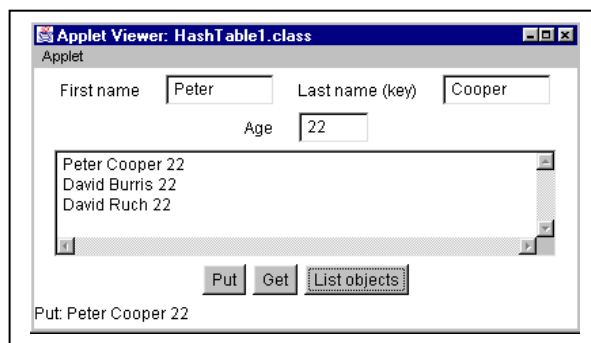 Applet Viewer: HashTable1.class
Applet
First name Peter Last name (key) Cooper
Age 22
Peter Cooper 22
David Burris 22
David Ruch 22
Put Get List objects
Put: Peter Cooper 22